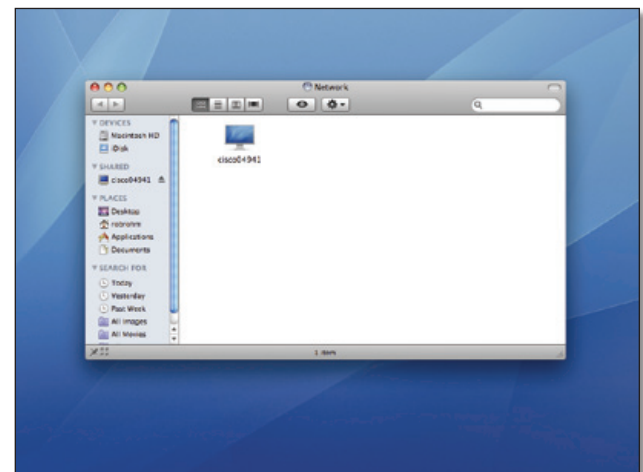 Network
DEVICES
Macintosh HD
iDisk
SHARED
cisco04941
PLACES
Desktop
robrohm
Applications
Documents
SEARCH FOR
Today
Yesterday
Past Week
All Images
All Movies
cisco04941
1 item